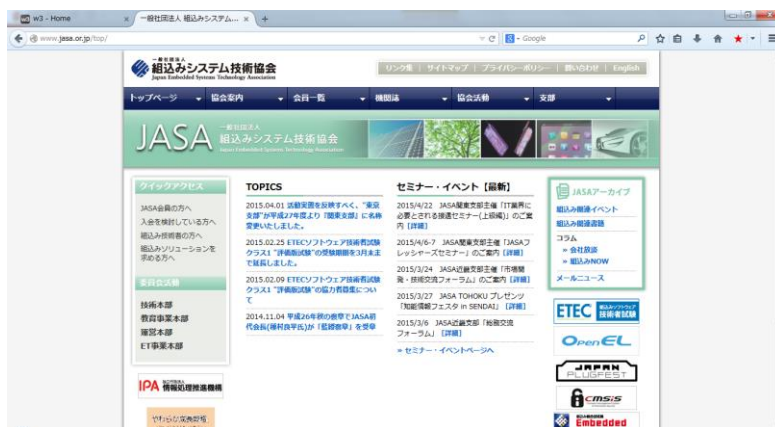 w3 - Home
一般社団法人 組込みシステム...
www.jasa.or.jp/top/
Google
一般社団法人
組込みシステム技術協会
Japan Embedded Systems Technology Association
リンク集 | サイトマップ | プライバシーポリシー | 問い合わせ | English
トップページ 協会案内 会員一覧 機関誌 協会活動 支部
JASA
一般社団法人
組込みシステム技術協会
Japan Embedded Systems Technology Association
クイックアクセス
JASA会員の方へ
入会を検討している方へ
組込み技術者の方へ
組込みソリューションを
求める方へ
委員会活動
技術本部
教育事業本部
運営本部
ET事業本部
IPA 情報処理推進機構
TOPICS
2015.04.01 活動実態を反映すべく、"東京
支部"が平成27年度より「関東支部」に名称
変更いたしました。
2015.02.25 ETECソフトウェア技術者試験
クラス1 "評価版試験"の受験期間を3月末ま
で延長しました。
2015.02.09 ETECソフトウェア技術者試験
クラス1 "評価版試験"の協力者募集につい
て
2014.11.04 平成26年秋の褒章でJASA前
代会長(種村良平氏)が「藍綬褒章」を受章
セミナー・イベント【最新】
2015/4/22 JASA関東支部主催「IT業界に
必要とされる接遇セミナー(上級編)」のご案
内 [詳細]
2015/4/6-7 JASA関東支部主催「JASAフ
レッシャーズセミナー」のご案内 [詳細]
2015/3/24 JASA近畿支部主催「市場開
発・技術交流フォーラム」のご案内 [詳細]
2015/3/27 JASA TOHOKU プレゼンツ
「知能情報フェスタ in SENDAI」 [詳細]
2015/3/6 JASA近畿支部「総務交流
フォーラム」 [詳細]
» セミナー・イベントページへ
JASAアーカイブ
組込み関連イベント
組込み関連書籍
コラム
» 会社放談
» 組込みNOW
メールニュース
ETEC 組込みソフトウェア
技術者試験
OpenEL
JAPAN
PLUGFEST
cmsis
Embedded